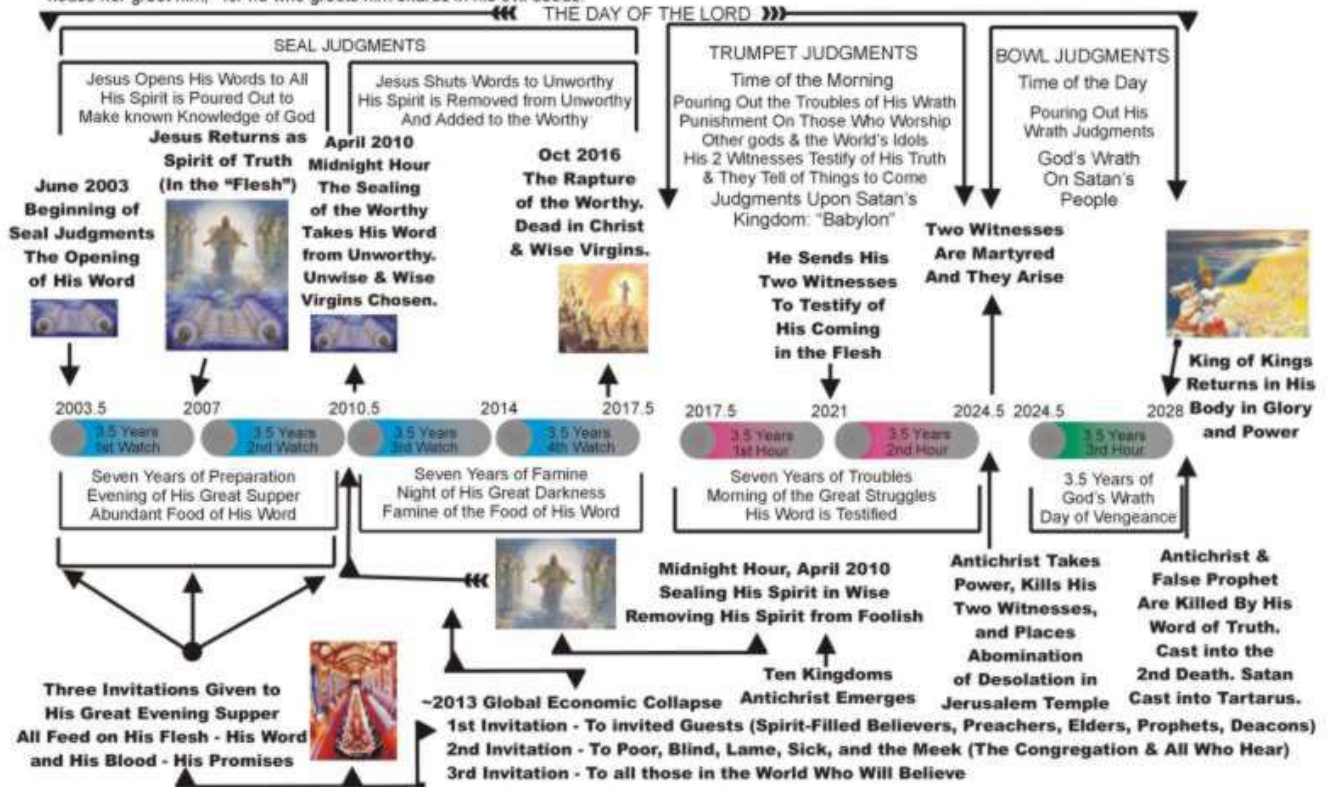 THE DAY OF THE LORD
SEAL JUDGMENTS
Jesus Opens His Words to All
His Spirit is Poured Out to
Make known Knowledge of God
Jesus Shuts Words to Unworthy
His Spirit is Removed from Unworthy
And Added to the Worthy
TRUMPET JUDGMENTS
Time of the Morning
Pouring Out the Troubles of His Wrath
Punishment On Those Who Worship
Other gods & the World's Idols
His 2 Witnesses Testify of His Truth
& They Tell of Things to Come
Judgments Upon Satan's
Kingdom: "Babylon"
BOWL JUDGMENTS
Time of the Day
Pouring Out His
Wrath Judgments
God's Wrath
On Satan's
People
June 2003
Beginning of
Seal Judgments
The Opening
of His Word
Jesus Returns as
Spirit of Truth
(In the "Flesh")
April 2010
Midnight Hour
The Sealing
of the Worthy
Takes His Word
from Unworthy.
Unwise & Wise
Virgins Chosen.
Oct 2016
The Rapture
of the Worthy.
Dead in Christ
& Wise Virgins.
He Sends His
Two Witnesses
To Testify of
His Coming
in the Flesh
Two Witnesses
Are Martyred
And They Arise
King of Kings
Returns in His
Body in Glory
and Power
2003.5 2007 2010.5 2014 2017.5 2017.5 2021 2024.5 2024.5 2028
3.5 Years
1st Watch
3.5 Years
2nd Watch
3.5 Years
3rd Watch
3.5 Years
4th Watch
3.5 Years
1st Hour
3.5 Years
2nd Hour
3.5 Years
3rd Hour
Seven Years of Preparation
Evening of His Great Supper
Abundant Food of His Word
Seven Years of Famine
Night of His Great Darkness
Famine of the Food of His Word
Seven Years of Troubles
Morning of the Great Struggles
His Word is Testified
3.5 Years of
God's Wrath
Day of Vengeance
Midnight Hour, April 2010
Sealing His Spirit in Wise
Removing His Spirit from Foolish
Antichrist Takes
Power, Kills His
Two Witnesses,
and Places
Abomination
of Desolation in
Jerusalem Temple
Antichrist &
False Prophet
Are Killed By His
Word of Truth.
Cast into the
2nd Death. Satan
Cast into Tartarus.
Ten Kingdoms
Antichrist Emerges
~2013 Global Economic Collapse
Three Invitations Given to
His Great Evening Supper
All Feed on His Flesh - His Word
and His Blood - His Promises
1st Invitation - To invited Guests (Spirit-Filled Believers, Preachers, Elders, Prophets, Deacons)
2nd Invitation - To Poor, Blind, Lame, Sick, and the Meek (The Congregation & All Who Hear)
3rd Invitation - To all those in the World Who Will Believe